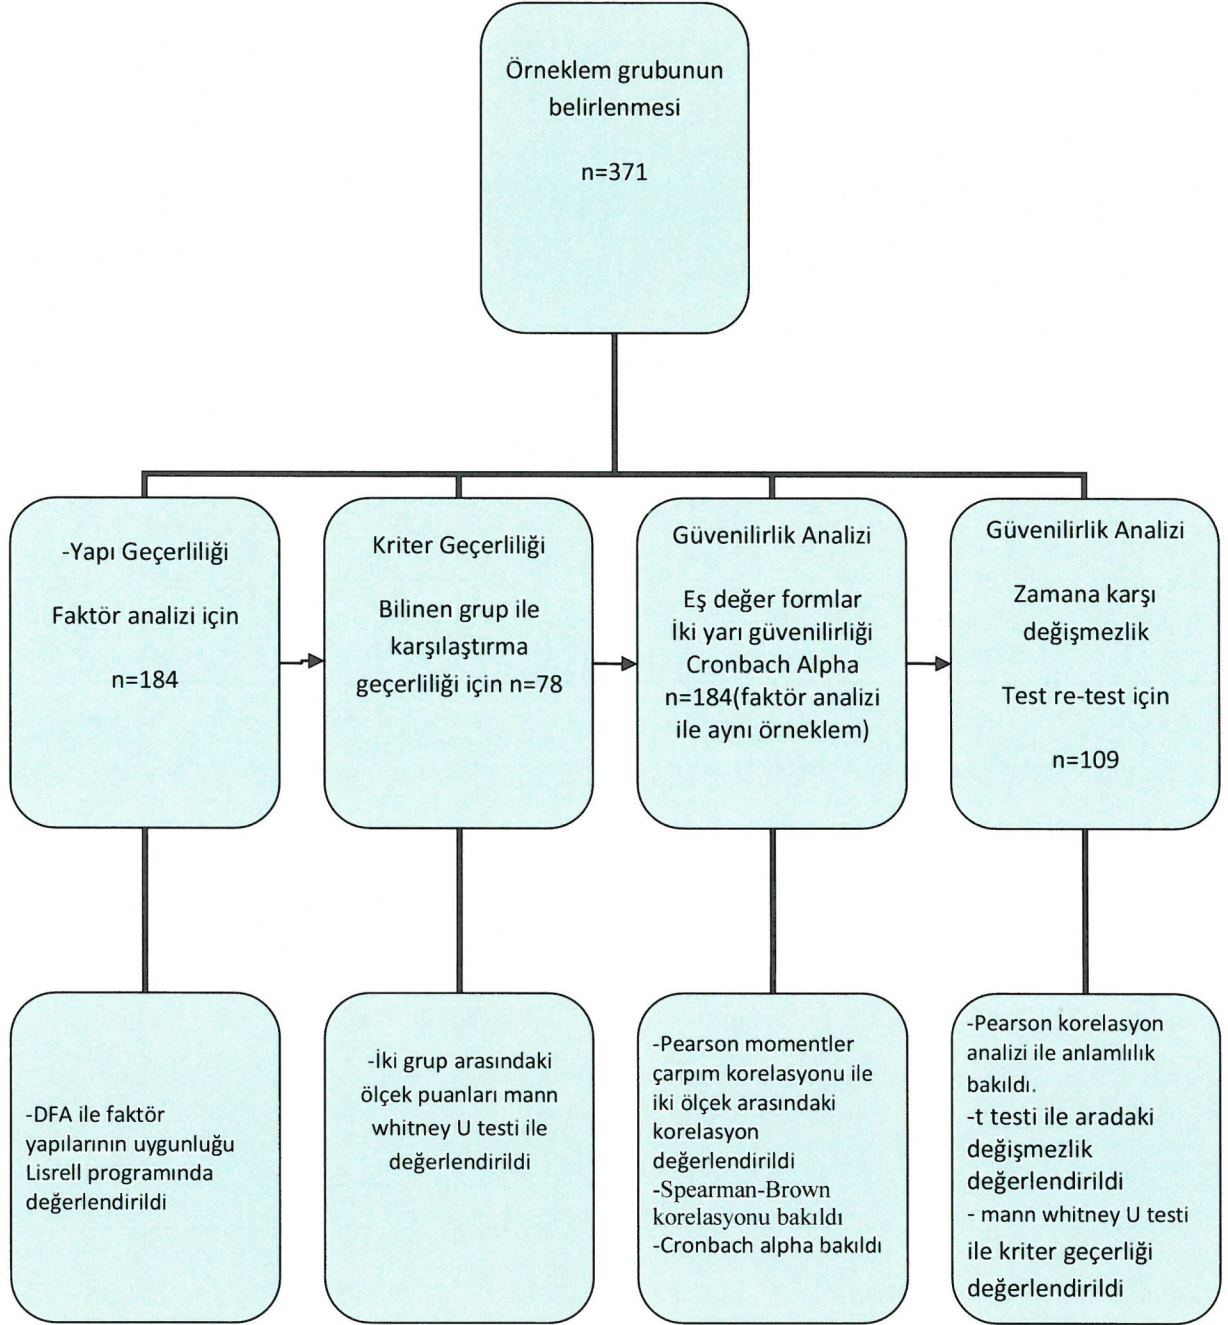 Örneklem grubunun
belirlenmesi
n=371
-Yapı Geçerliliği
Faktör analizi için
n=184
Kriter Geçerliliği
Bilinen grup ile
karşılaştırma
geçerliliği için n=78
Güvenilirlik Analizi
Eş değer formlar
İki yarı güvenilirliği
Cronbach Alpha
n=184(faktör analizi
ile aynı örneklem)
Güvenilirlik Analizi
Zamana karşı
değişmezlik
Test re-test için
n=109
-DFA ile faktör
yapılarının uygunluğu
Lisrell programında
değerlendirildi
-İki grup arasındaki
ölçek puanları mann
whitney U testi ile
değerlendirildi
-Pearson momentler
çarpım korelasyonu ile
iki ölçek arasındaki
korelasyon
değerlendirildi
-Spearman-Brown
korelasyonu bakıldı
-Cronbach alpha bakıldı
-Pearson korelasyon
analizi ile anlamlılık
bakıldı.
-t testi ile aradaki
değişmezlik
değerlendirildi
- mann whitney U testi
ile kriter geçerliği
değerlendirildi